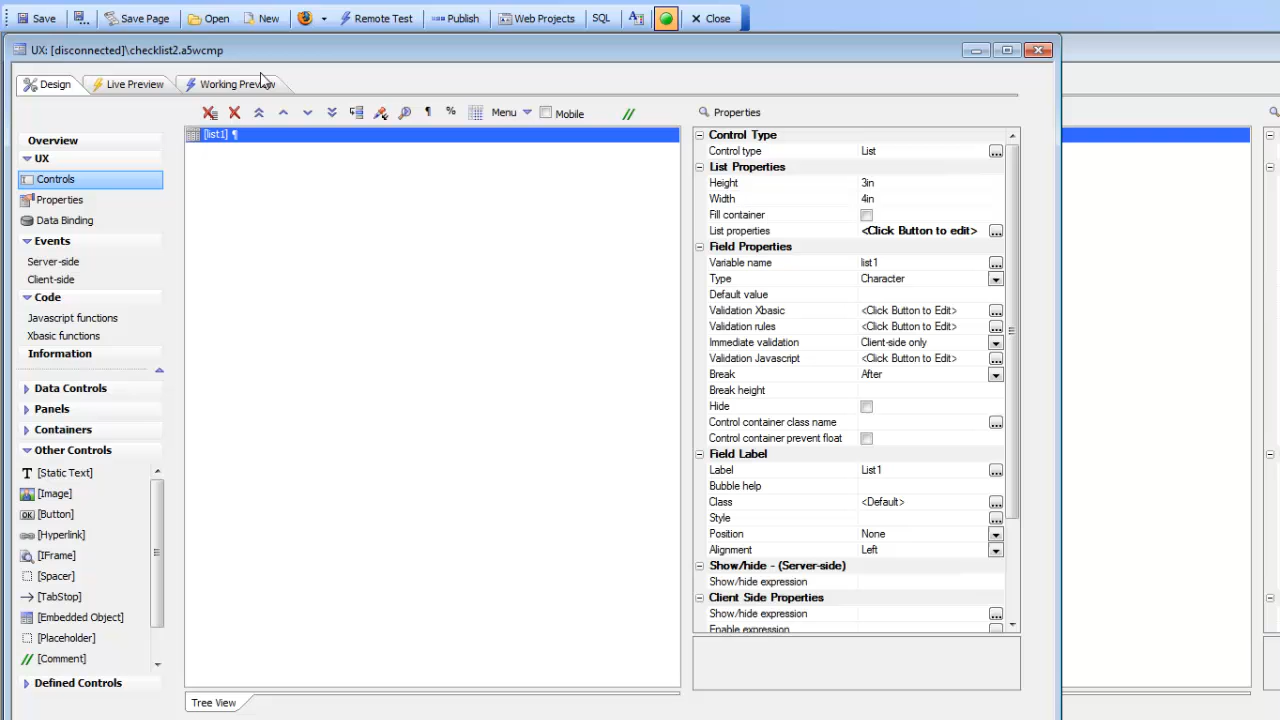 Save Save Page Open New Remote Test Publish Web Projects SQL Close
UX: [disconnected]\checklist2.a5wcmp
Design Live Preview Working Preview
% Menu Mobile //
Overview
UX
Controls
Properties
Data Binding
Events
Server-side
Client-side
Code
Javascript functions
Xbasic functions
Information
Data Controls
Panels
Containers
Other Controls
[Static Text]
[Image]
[Button]
[Hyperlink]
[IFrame]
[Spacer]
[TabStop]
[Embedded Object]
[Placeholder]
[Comment]
Defined Controls
[list1] ¶
Tree View
Properties
Control Type
Control type List
List Properties
Height 3in
Width 4in
Fill container
List properties <Click Button to edit>
Field Properties
Variable name list1
Type Character
Default value
Validation Xbasic <Click Button to Edit>
Validation rules <Click Button to Edit>
Immediate validation Client-side only
Validation Javascript <Click Button to Edit>
Break After
Break height
Hide
Control container class name
Control container prevent float
Field Label
Label List1
Bubble help
Class <Default>
Style
Position None
Alignment Left
Show/hide - (Server-side)
Show/hide expression
Client Side Properties
Show/hide expression
Enable expression